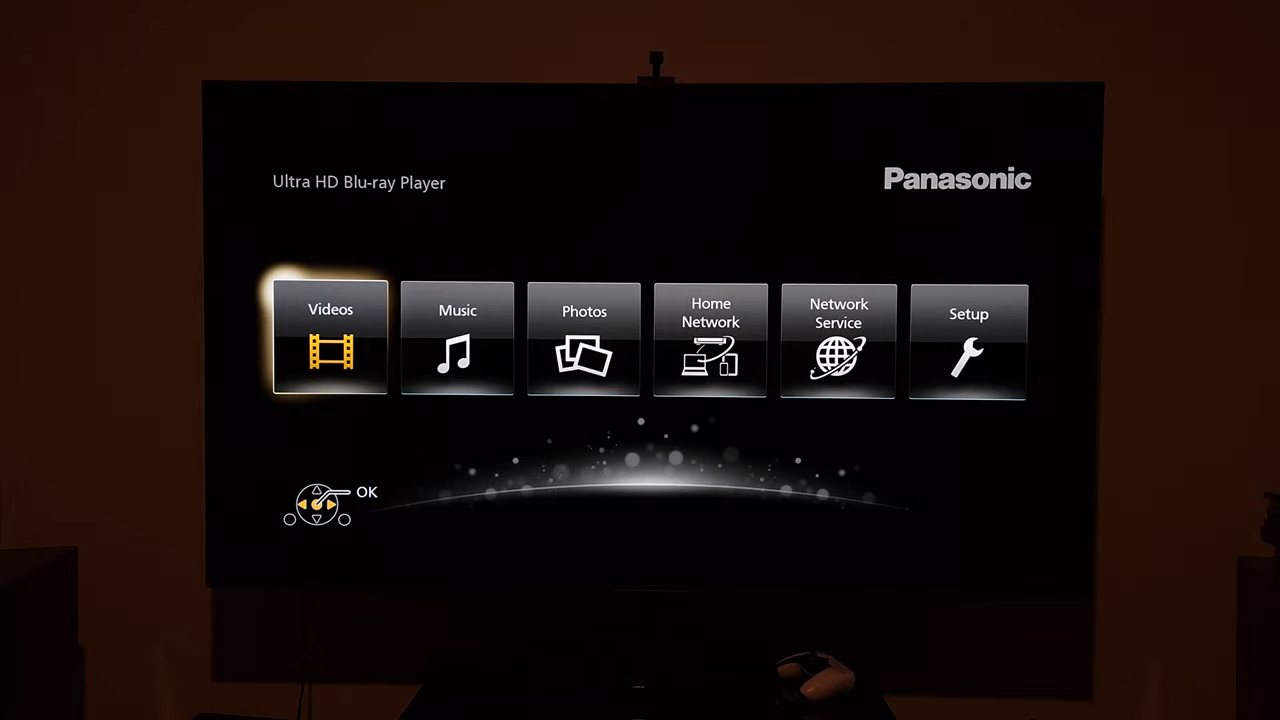 Ultra HD Blu-ray Player
Panasonic
Videos
Music
Photos
Home
Network
Network
Service
Setup
OK